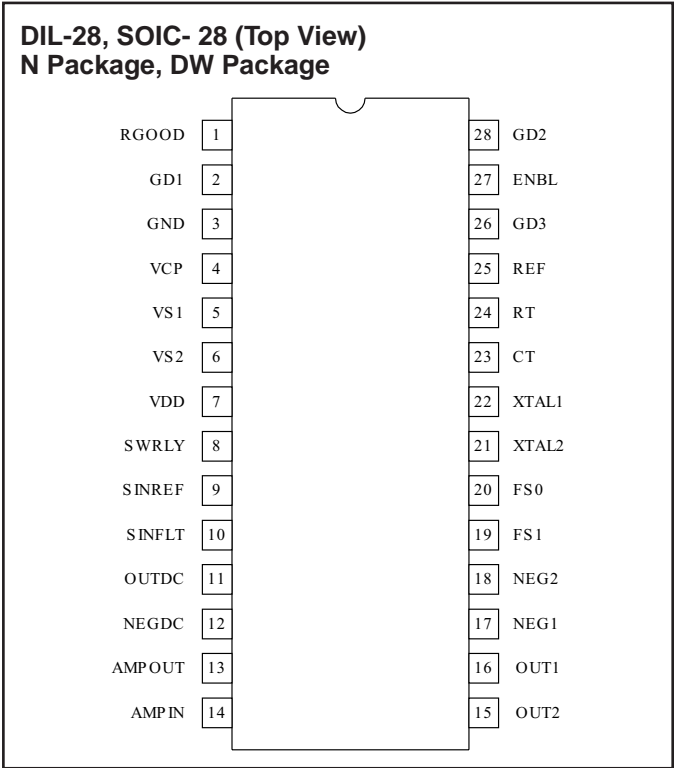 DIL-28, SOIC- 28 (Top View)
N Package, DW Package
RGOOD 1 28 GD2
GD1 2 27 ENBL
GND 3 26 GD3
VCP 4 25 REF
VS1 5 24 RT
VS2 6 23 CT
VDD 7 22 XTAL1
SWRLY 8 21 XTAL2
SINREF 9 20 FS0
SINFLT 10 19 FS1
OUTDC 11 18 NEG2
NEGDC 12 17 NEG1
AMPOUT 13 16 OUT1
AMPIN 14 15 OUT2